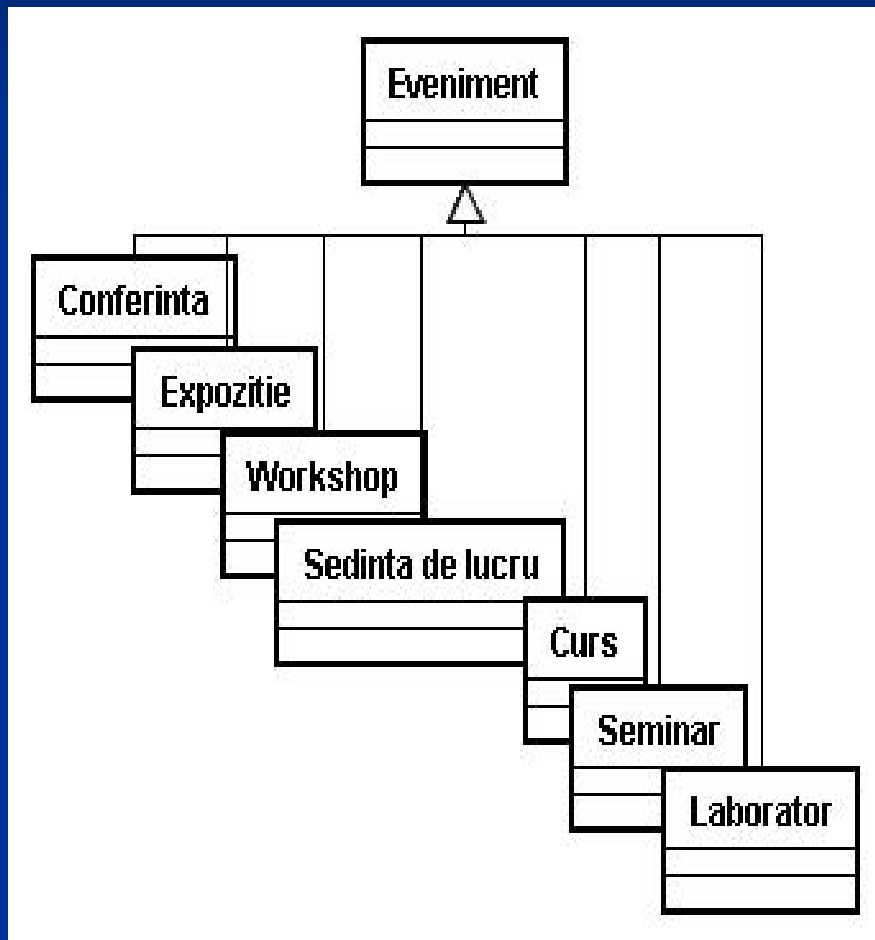 Eveniment
Conferinta
Expozitie
Workshop
Sedinta de lucru
Curs
Seminar
Laborator